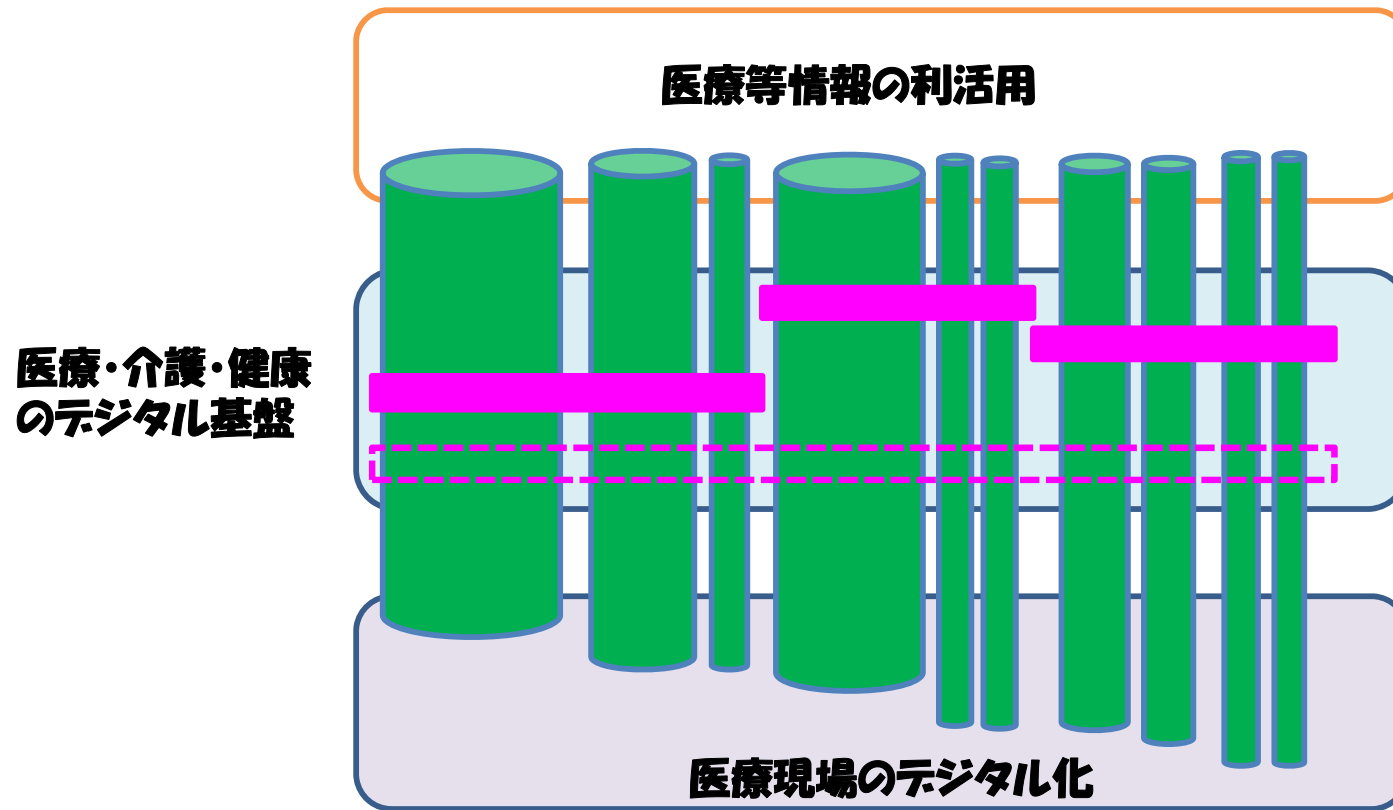 医療等情報の利活用
医療・介護・健康
のデジタル基盤
医療現場のデジタル化